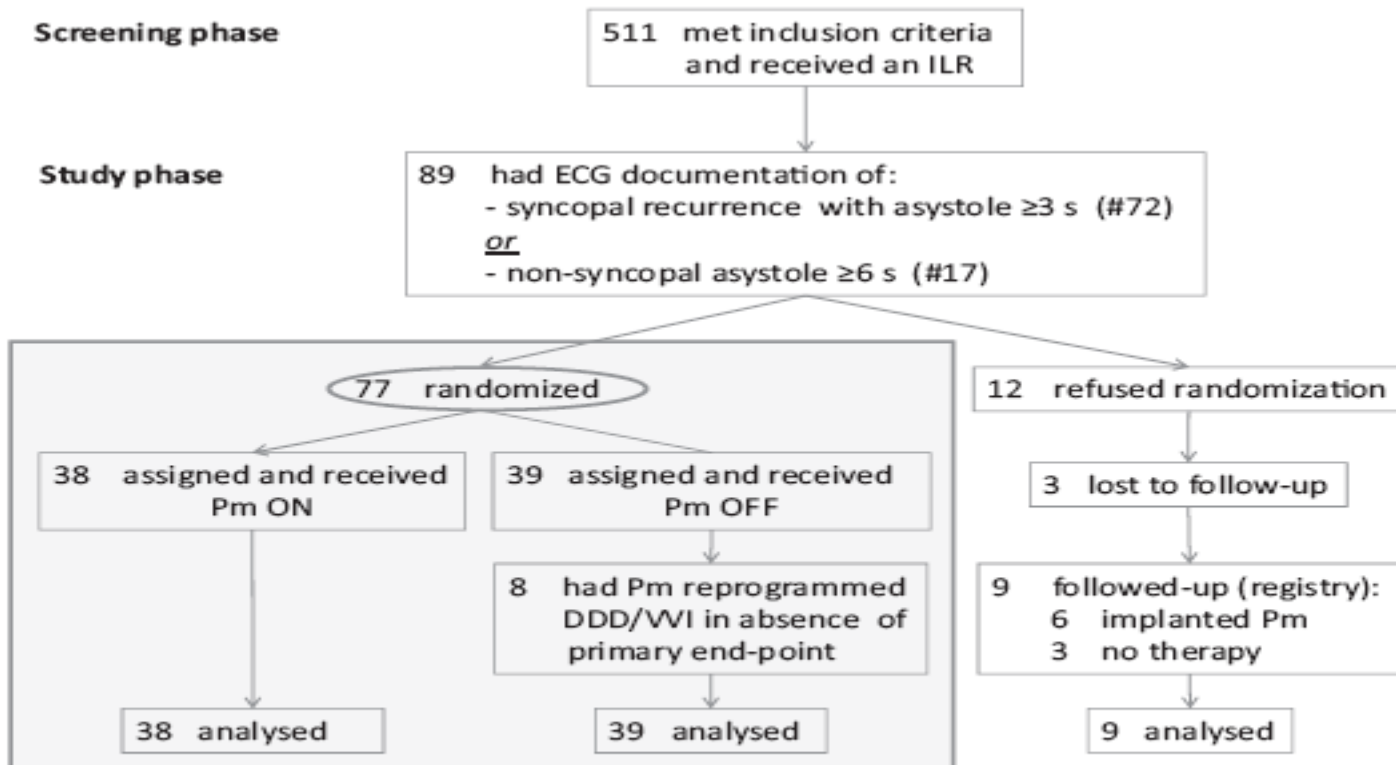 Screening phase
511 met inclusion criteria
and received an ILR
Study phase
89 had ECG documentation of:
- syncopal recurrence with asystole ≥3 s (#72)
or
- non-syncopal asystole ≥6 s (#17)
77 randomized
12 refused randomization
38 assigned and received
Pm ON
39 assigned and received
Pm OFF
3 lost to follow-up
8 had Pm reprogrammed
DDD/VVI in absence of
primary end-point
9 followed-up (registry):
6 implanted Pm
3 no therapy
38 analysed
39 analysed
9 analysed